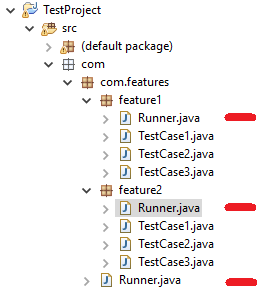 TestProject
src
(default package)
com
com.features
feature1
Runner.java
TestCase1.java
TestCase2.java
TestCase3.java
feature2
Runner.java
TestCase1.java
TestCase2.java
TestCase3.java
Runner.java